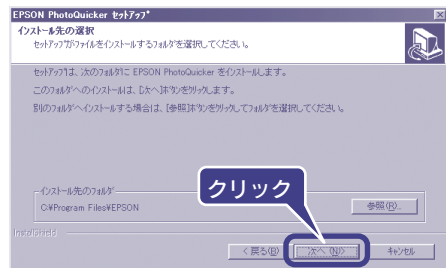 EPSON PhotoQuicker ｾｯﾄｱｯﾌﾟ*
ｲﾝｽﾄｰﾙ先の選択
ｾｯﾄｱｯﾌﾟがﾌｧｲﾙをｲﾝｽﾄｰﾙするﾌｫﾙﾀﾞを選択してください。
ｾｯﾄｱｯﾌﾟは、次のﾌｫﾙﾀﾞに EPSON PhotoQuicker をｲﾝｽﾄｰﾙします。
このﾌｫﾙﾀﾞへのｲﾝｽﾄｰﾙは、[次へ]ﾎﾞﾀﾝをｸﾘｯｸします。
別のﾌｫﾙﾀﾞへｲﾝｽﾄｰﾙする場合は、[参照]ﾎﾞﾀﾝをｸﾘｯｸしてﾌｫﾙﾀﾞを選択してください。
ｲﾝｽﾄｰﾙ先のﾌｫﾙﾀﾞ
C:¥Program Files¥EPSON
参照(R)...
クリック
InstallShield
< 戻る(B)
次へ (N)>
ｷｬﾝｾﾙ